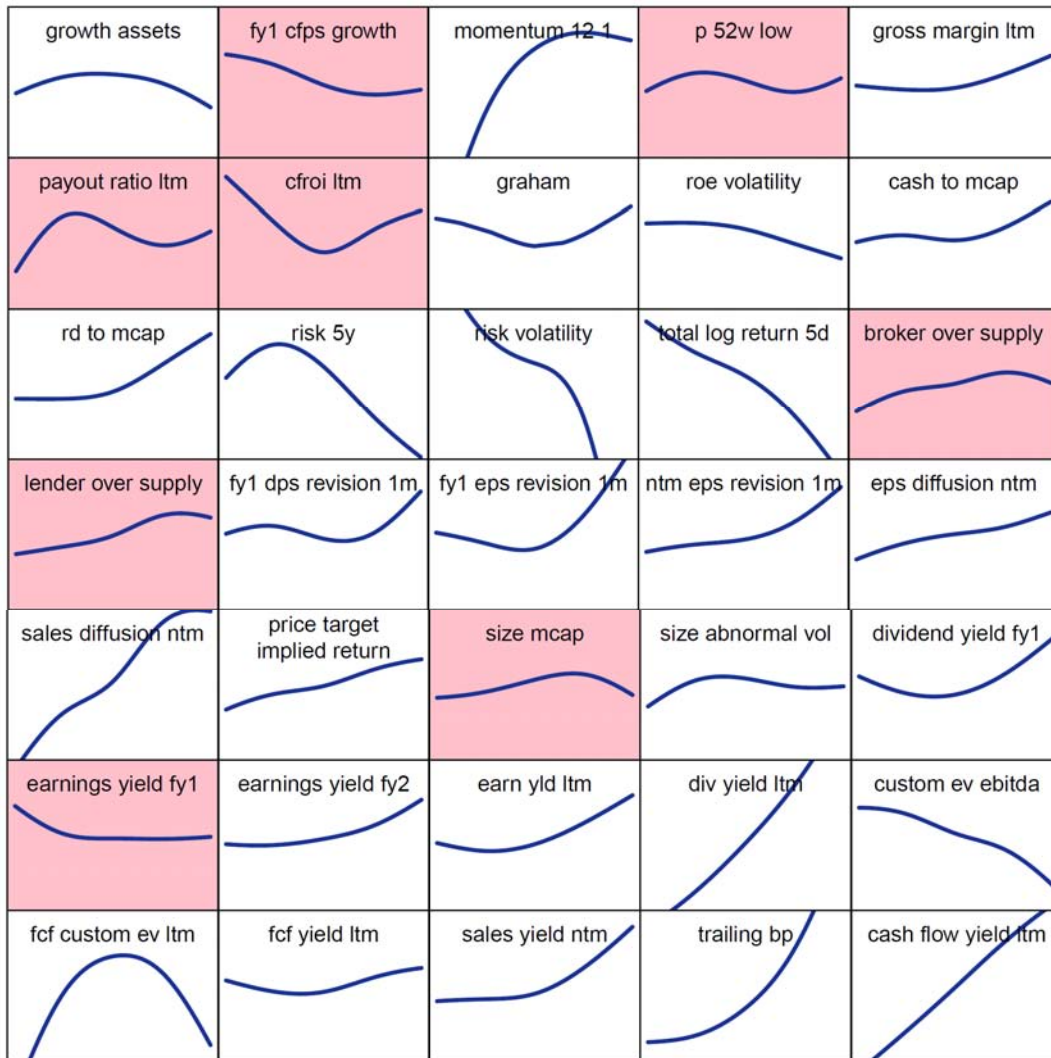 growth assets
fy1 cfps growth
momentum 12 1
p 52w low
gross margin ltm
payout ratio ltm
cfroi ltm
graham
roe volatility
cash to mcap
rd to mcap
risk 5y
risk volatility
total log return 5d
broker over supply
lender over supply
fy1 dps revision 1m
fy1 eps revision 1m
ntm eps revision 1m
eps diffusion ntm
sales diffusion ntm
price target
implied return
size mcap
size abnormal vol
dividend yield fy1
earnings yield fy1
earnings yield fy2
earn yld ltm
div yield ltm
custom ev ebitda
fcf custom ev ltm
fcf yield ltm
sales yield ntm
trailing bp
cash flow yield ltm